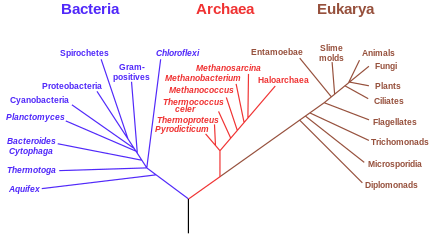 Bacteria
Archaea
Eukarya
Spirochetes
Chloroflexi
Gram-
positives
Proteobacteria
Cyanobacteria
Planctomyces
Bacteroides
Cytophaga
Thermotoga
Aquifex
Methanosarcina
Methanobacterium
Haloarchaea
Methanococcus
Thermococcus
celer
Thermoproteus
Pyrodicticum
Entamoebae
Slime
molds
Animals
Fungi
Plants
Ciliates
Flagellates
Trichomonads
Microsporidia
Diplomonads